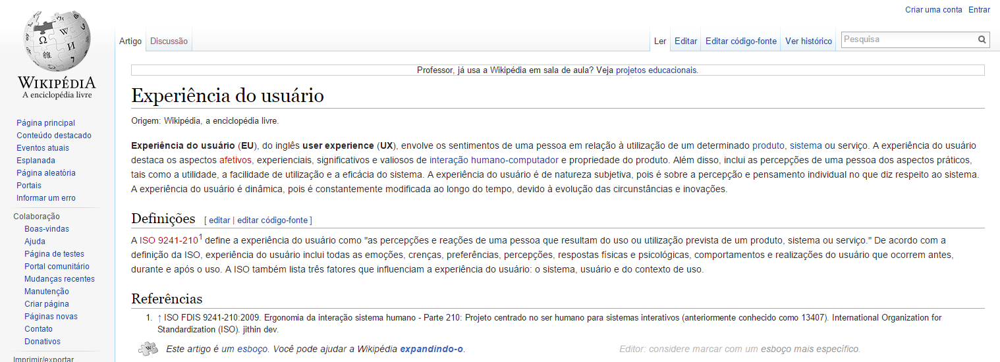 Criar uma conta Entrar
Artigo Discussão Ler Editar Editar código-fonte Ver histórico Pesquisa
WIKIPÉDIA
A enciclopédia livre
Página principal
Conteúdo destacado
Eventos atuais
Esplanada
Página aleatória
Portais
Informar um erro
Colaboração
Boas-vindas
Ajuda
Página de testes
Portal comunitário
Mudanças recentes
Manutenção
Criar página
Páginas novas
Contato
Donativos
Imprimir/exportar
Professor, já usa a Wikipédia em sala de aula? Veja projetos educacionais.
Experiência do usuário
Origem: Wikipédia, a enciclopédia livre.
Experiência do usuário (EU), do inglês user experience (UX), envolve os sentimentos de uma pessoa em relação à utilização de um determinado produto, sistema ou serviço. A experiência do usuário
destaca os aspectos afetivos, experienciais, significativos e valiosos de interação humano-computador e propriedade do produto. Além disso, inclui as percepções de uma pessoa dos aspectos práticos,
tais como a utilidade, a facilidade de utilização e a eficácia do sistema. A experiência do usuário é de natureza subjetiva, pois é sobre a percepção e pensamento individual no que diz respeito ao sistema.
A experiência do usuário é dinâmica, pois é constantemente modificada ao longo do tempo, devido à evolução das circunstâncias e inovações.
Definições [ editar | editar código-fonte ]
A ISO 9241-210¹ define a experiência do usuário como "as percepções e reações de uma pessoa que resultam do uso ou utilização prevista de um produto, sistema ou serviço." De acordo com a
definição da ISO, experiência do usuário inclui todas as emoções, crenças, preferências, percepções, respostas físicas e psicológicas, comportamentos e realizações do usuário que ocorrem antes,
durante e após o uso. A ISO também lista três fatores que influenciam a experiência do usuário: o sistema, usuário e do contexto de uso.
Referências
1. ↑ ISO FDIS 9241-210:2009. Ergonomia da interação sistema humano - Parte 210: Projeto centrado no ser humano para sistemas interativos (anteriormente conhecido como 13407). International Organization for
Standardization (ISO). jithin dev.
Este artigo é um esboço. Você pode ajudar a Wikipédia expandindo-o. Editor: considere marcar com um esboço mais específico.